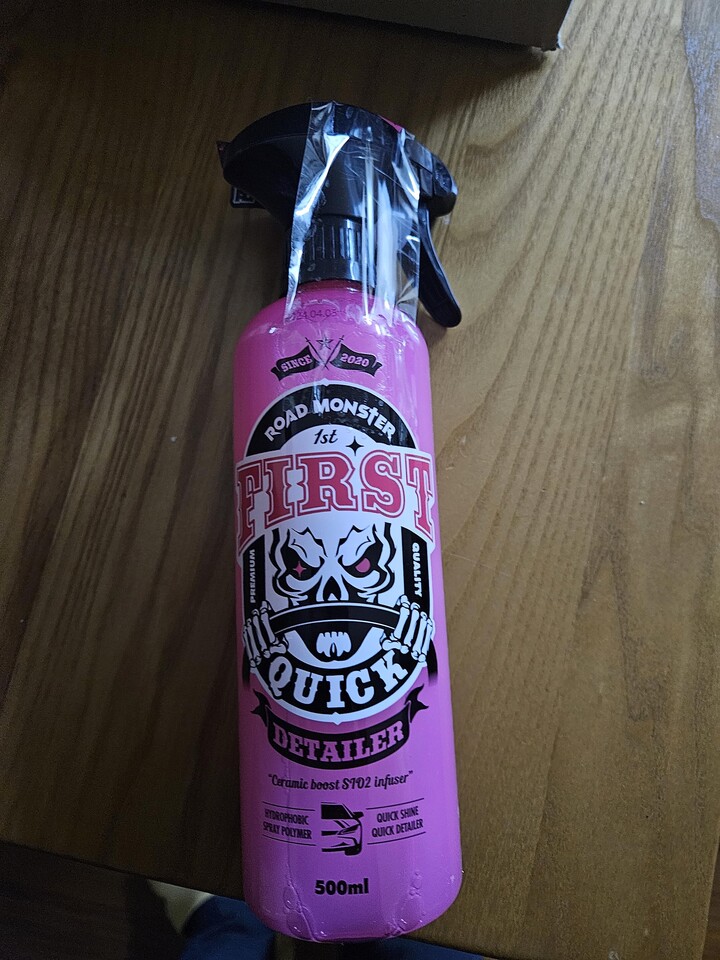 SINCE 2020
ROAD MONSTER
1st
FIRST
PREMIUM
QUALITY
QUICK
DETAILER
"Ceramic boost SIO2 infuser"
HYDROPHOBIC
SPRAY POLYMER
QUICK SHINE
QUICK DETAILER
500ml